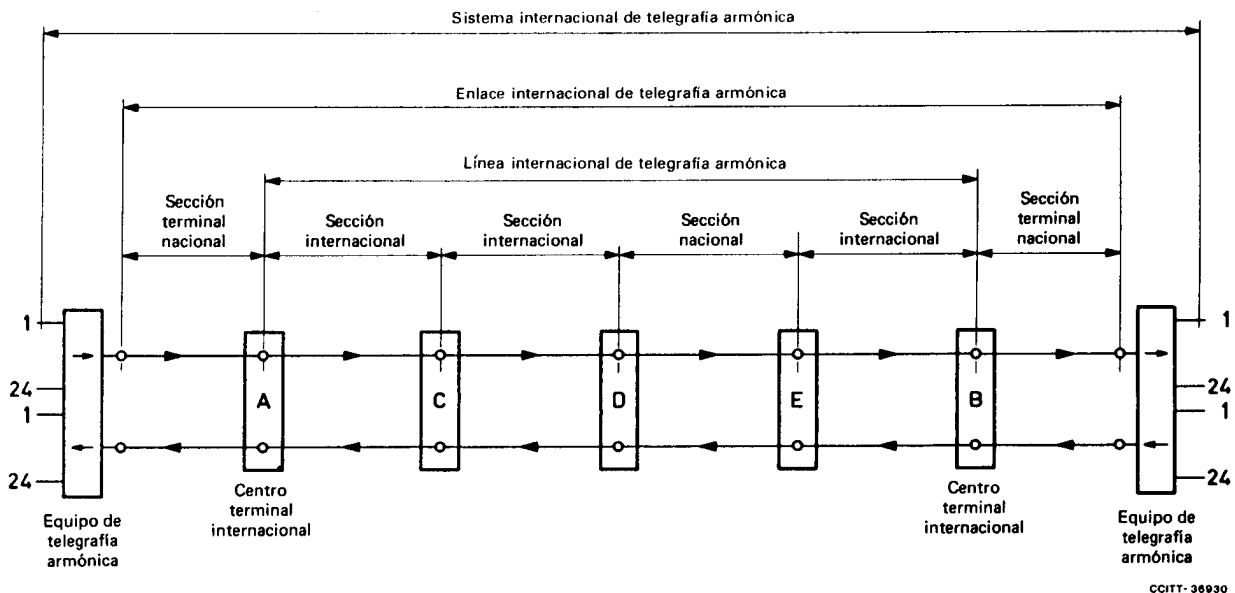 Sistema internacional de telegrafía armónica
Enlace internacional de telegrafía armónica
Línea internacional de telegrafía armónica
Sección
terminal
nacional
Sección
internacional
Sección
internacional
Sección
nacional
Sección
internacional
Sección
terminal
nacional
1
24
1
24
A
C
D
E
B
1
24
1
24
Equipo de
telegrafía
armónica
Centro
terminal
internacional
Centro
terminal
internacional
Equipo de
telegrafía
armónica
CCITT-36930